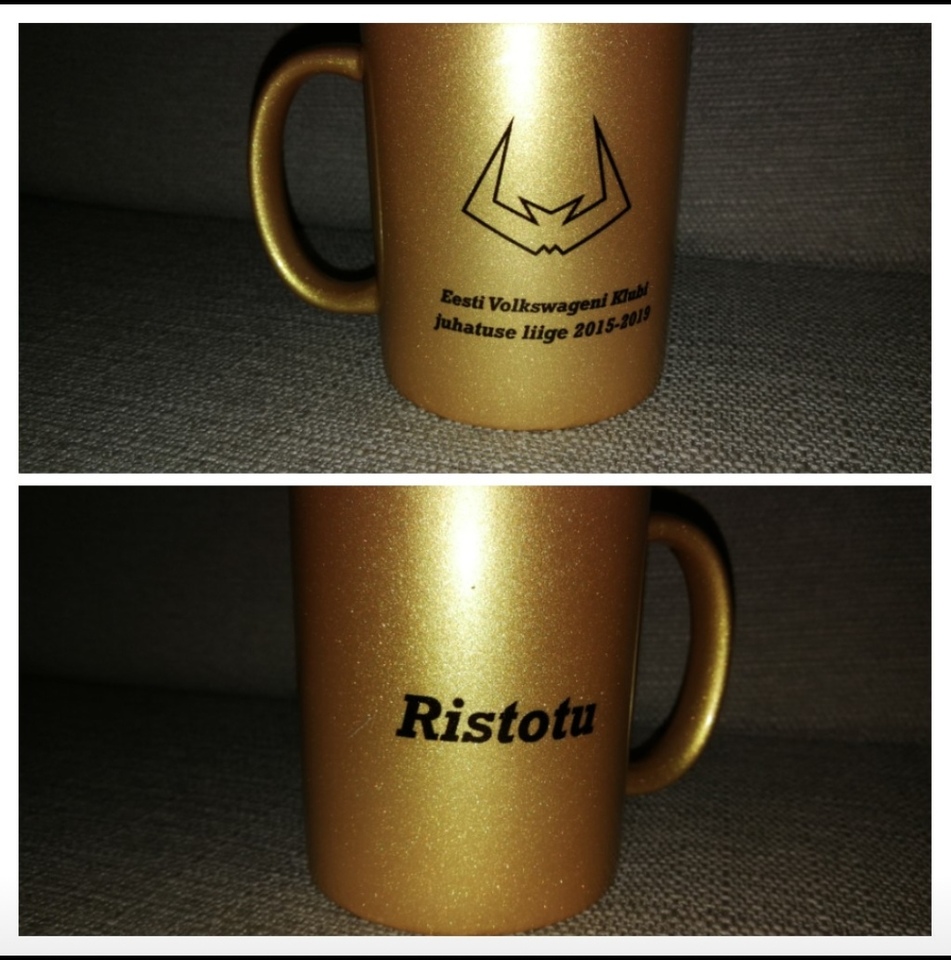 Eesti Volkswageni Klubi
juhatuse liige 2015-2019
Ristotu